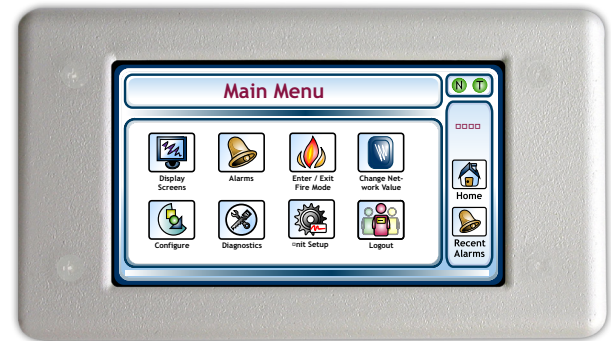 Main Menu
N T
▫▫▫▫
Display
Screens
Alarms
Enter / Exit
Fire Mode
Change Net-
work Value
Home
Configure
Diagnostics
▫nit Setup
Logout
Recent
Alarms